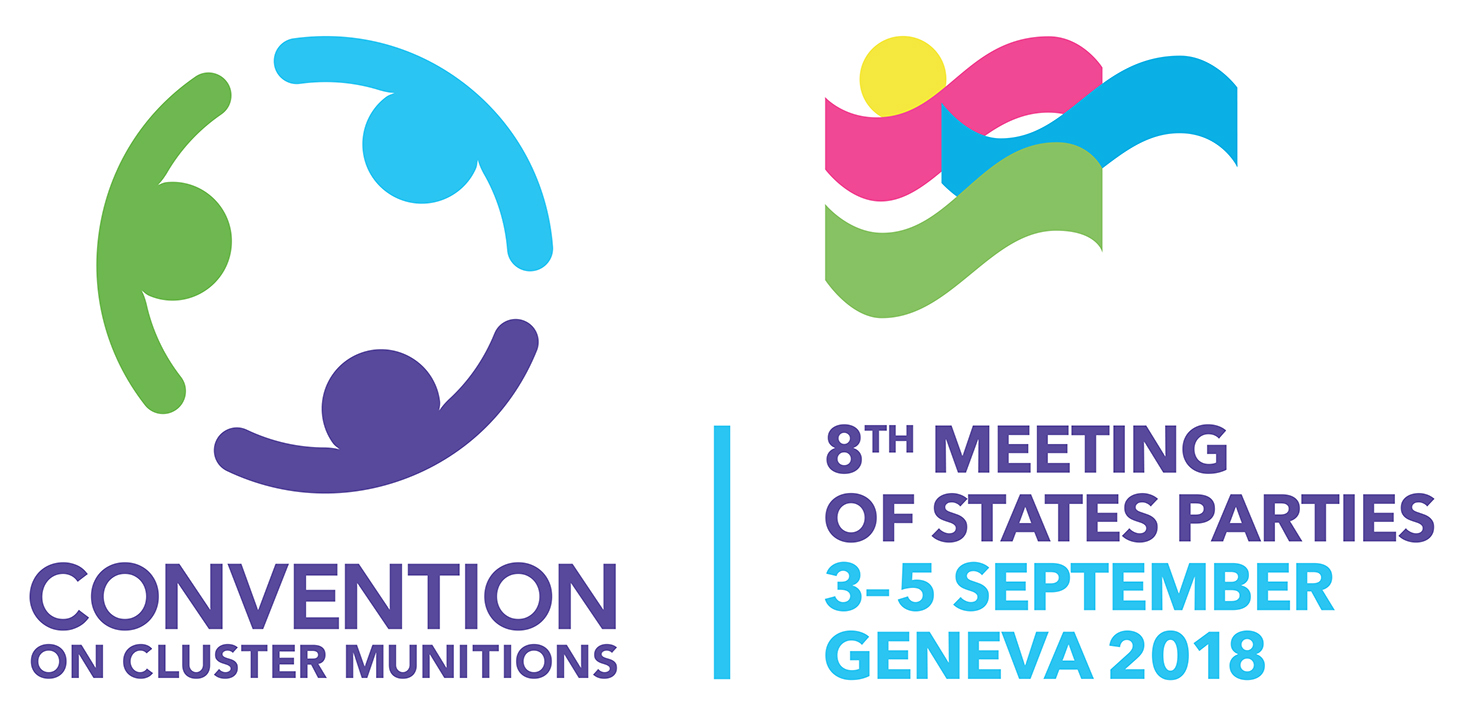 CONVENTION
ON CLUSTER MUNITIONS
8TH MEETING
OF STATES PARTIES
3–5 SEPTEMBER
GENEVA 2018